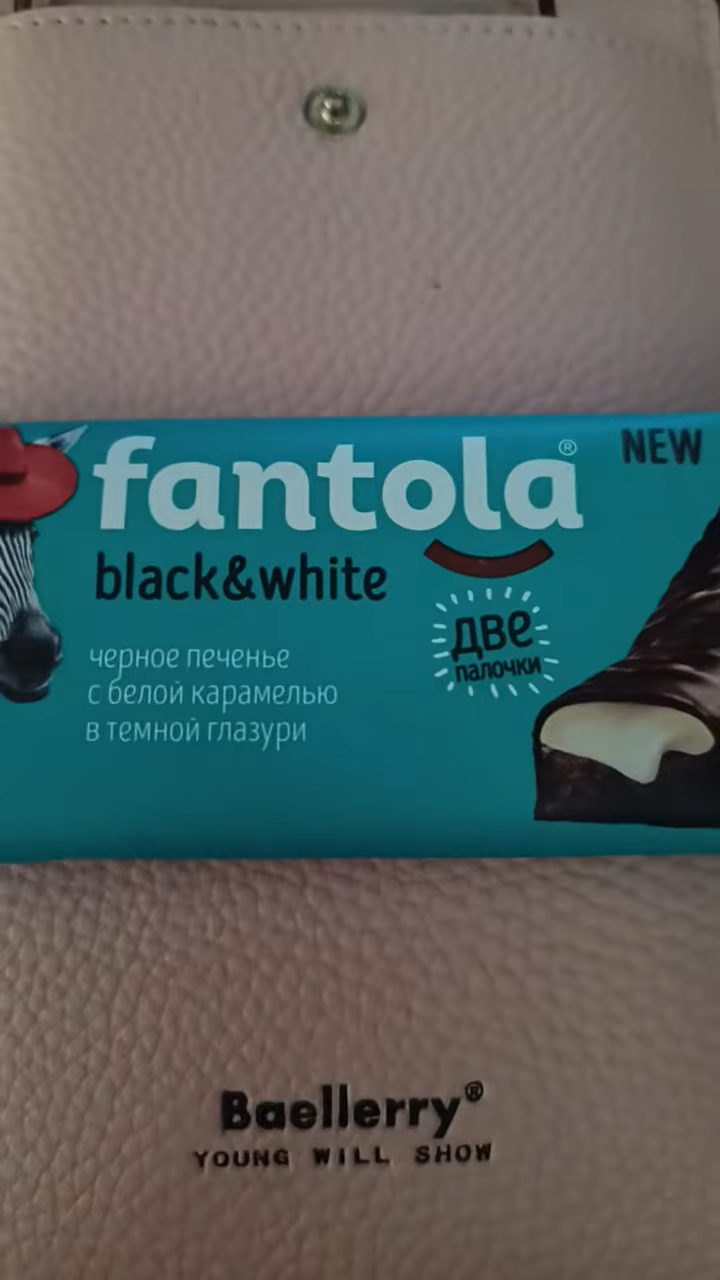 fantola®
NEW
black&white
две
палочки
черное печенье
с белой карамелью
в темной глазури
Baellerry®
YOUNG WILL SHOW